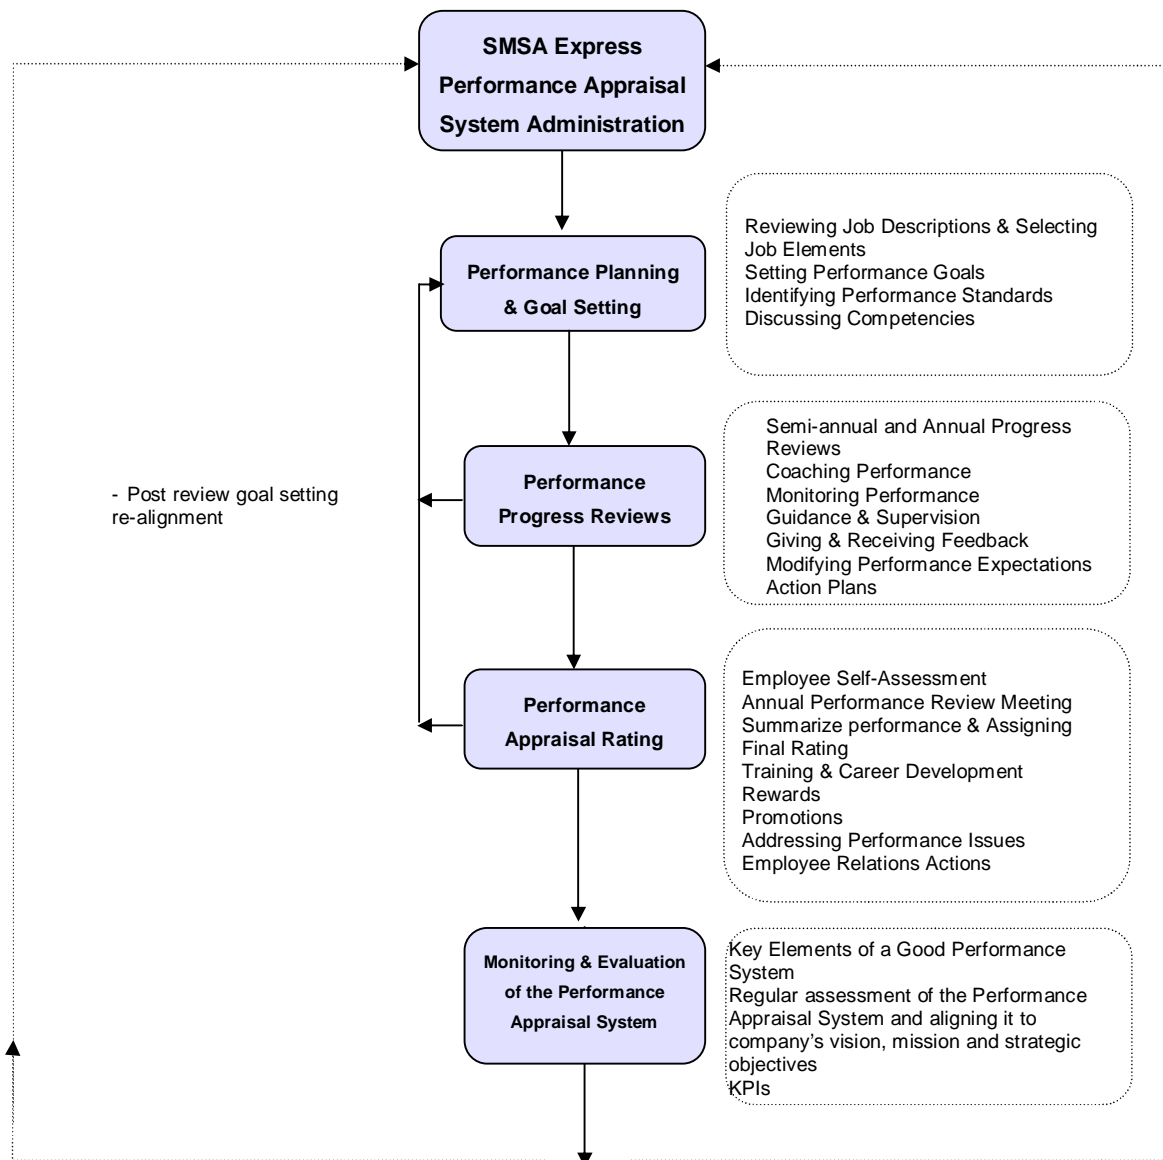 SMSA Express
Performance Appraisal
System Administration
Reviewing Job Descriptions & Selecting
Job Elements
Setting Performance Goals
Identifying Performance Standards
Discussing Competencies
Performance Planning
& Goal Setting
Semi-annual and Annual Progress
Reviews
Coaching Performance
Monitoring Performance
Guidance & Supervision
Giving & Receiving Feedback
Modifying Performance Expectations
Action Plans
Performance
Progress Reviews
- Post review goal setting
re-alignment
Employee Self-Assessment
Annual Performance Review Meeting
Summarize performance & Assigning
Final Rating
Training & Career Development
Rewards
Promotions
Addressing Performance Issues
Employee Relations Actions
Performance
Appraisal Rating
Monitoring & Evaluation
of the Performance
Appraisal System
Key Elements of a Good Performance
System
Regular assessment of the Performance
Appraisal System and aligning it to
company's vision, mission and strategic
objectives
KPIs